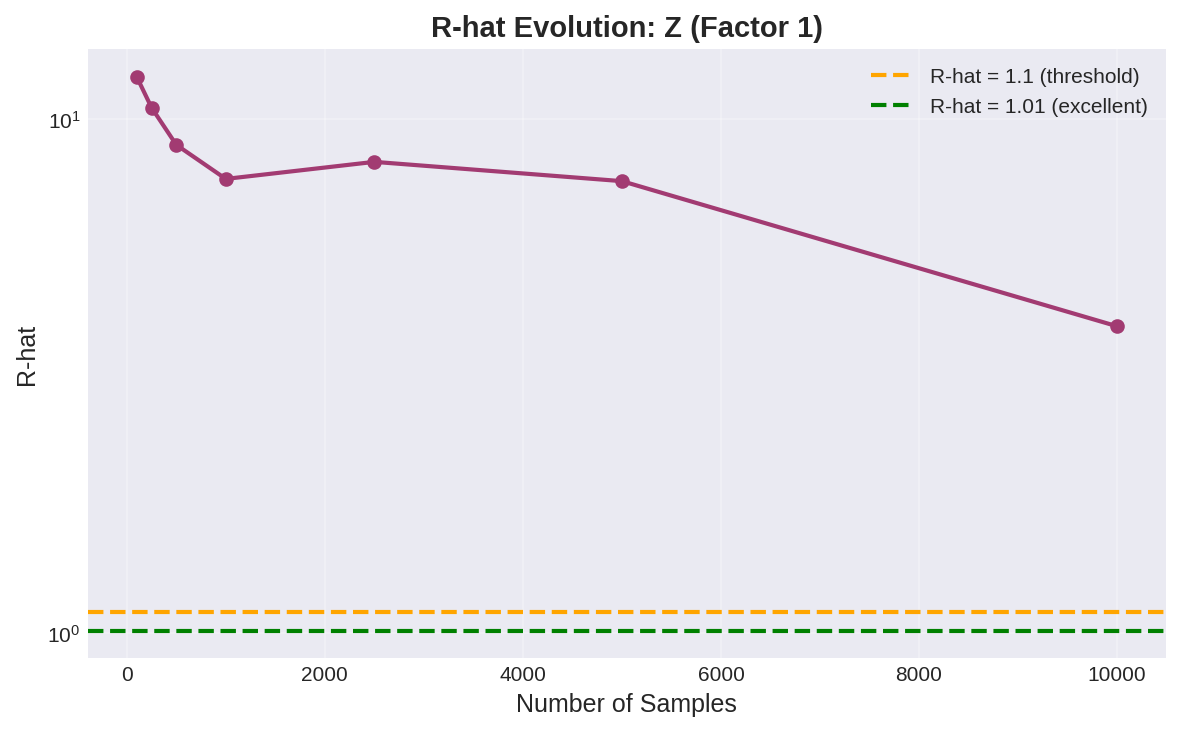 R-hat Evolution: Z (Factor 1)
R-hat = 1.1 (threshold)
R-hat = 1.01 (excellent)
10¹
10⁰
R-hat
0 2000 4000 6000 8000 10000
Number of Samples